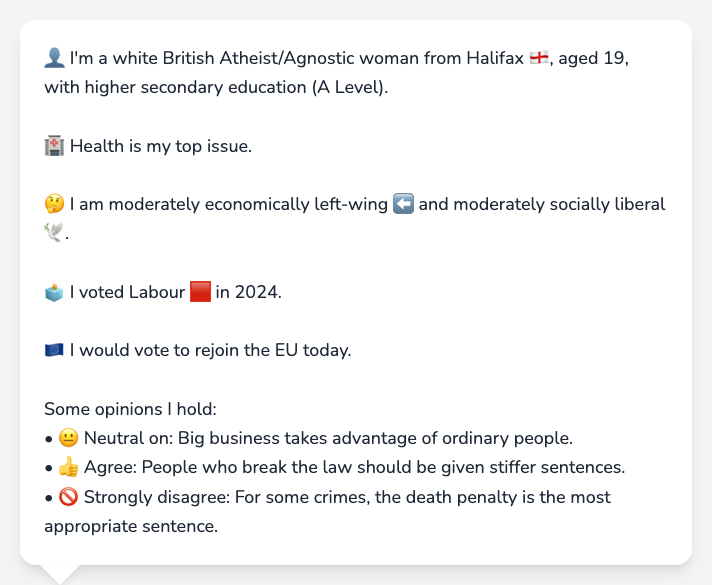 👤 I'm a white British Atheist/Agnostic woman from Halifax 🏴󠁧󠁢󠁥󠁮󠁧󠁿, aged 19,
with higher secondary education (A Level).
🏥 Health is my top issue.
🤔 I am moderately economically left-wing ⬅️ and moderately socially liberal
🕊️.
🗳️ I voted Labour 🟥 in 2024.
🇪🇺 I would vote to rejoin the EU today.
Some opinions I hold:
• 😐 Neutral on: Big business takes advantage of ordinary people.
• 👍 Agree: People who break the law should be given stiffer sentences.
• 🚫 Strongly disagree: For some crimes, the death penalty is the most
appropriate sentence.